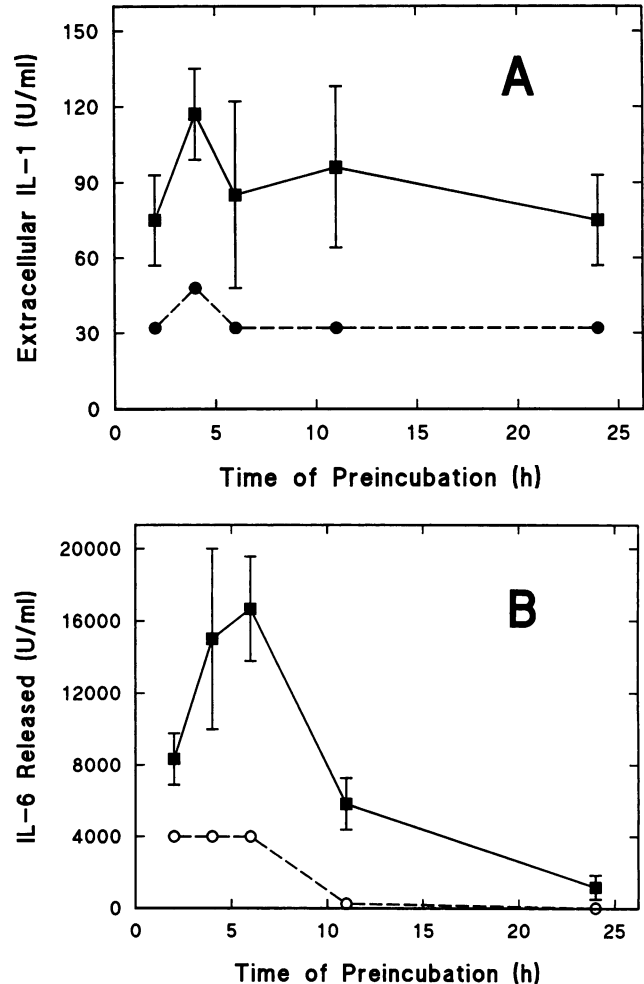 150
A
120
90
60
30
0
Extracellular IL-1 (U/ml)
0 5 10 15 20 25
Time of Preincubation (h)
20000
B
16000
12000
8000
4000
0
IL-6 Released (U/ml)
0 5 10 15 20 25
Time of Preincubation (h)